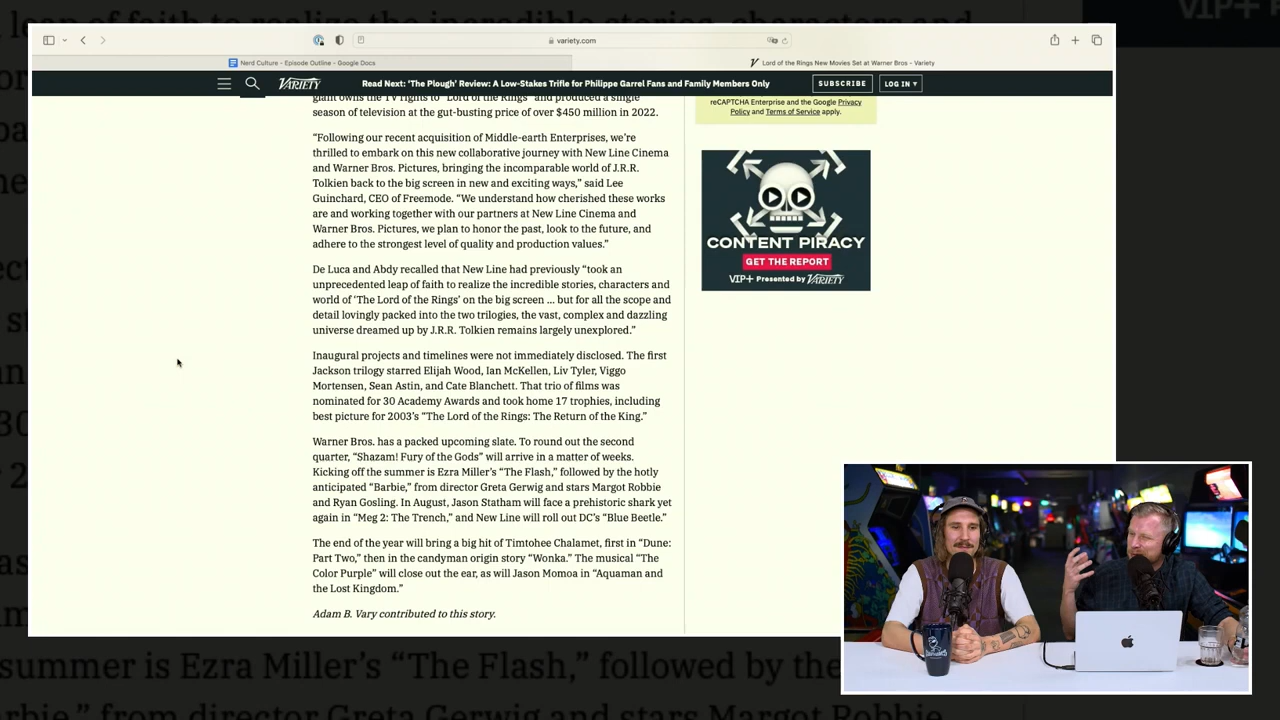 variety.com
Nerd Culture - Episode Outline - Google Docs
Lord of the Rings New Movies Set at Warner Bros - Variety
VARIETY
Read Next: ‘The Plough’ Review: A Low-Stakes Trifle for Philippe Garrel Fans and Family Members Only
SUBSCRIBE
LOG IN ▾
giant owns the TV rights to “Lord of the Rings” and produced a single
season of television at the gut-busting price of over $450 million in 2022.
“Following our recent acquisition of Middle-earth Enterprises, we’re
thrilled to embark on this new collaborative journey with New Line Cinema
and Warner Bros. Pictures, bringing the incomparable world of J.R.R.
Tolkien back to the big screen in new and exciting ways,” said Lee
Guinchard, CEO of Freemode. “We understand how cherished these works
are and working together with our partners at New Line Cinema and
Warner Bros. Pictures, we plan to honor the past, look to the future, and
adhere to the strongest level of quality and production values.”
De Luca and Abdy recalled that New Line had previously “took an
unprecedented leap of faith to realize the incredible stories, characters and
world of ‘The Lord of the Rings’ on the big screen … but for all the scope and
detail lovingly packed into the two trilogies, the vast, complex and dazzling
universe dreamed up by J.R.R. Tolkien remains largely unexplored.”
Inaugural projects and timelines were not immediately disclosed. The first
Jackson trilogy starred Elijah Wood, Ian McKellen, Liv Tyler, Viggo
Mortensen, Sean Astin, and Cate Blanchett. That trio of films was
nominated for 30 Academy Awards and took home 17 trophies, including
best picture for 2003’s “The Lord of the Rings: The Return of the King.”
Warner Bros. has a packed upcoming slate. To round out the second
quarter, “Shazam! Fury of the Gods” will arrive in a matter of weeks.
Kicking off the summer is Ezra Miller’s “The Flash,” followed by the hotly
anticipated “Barbie,” from director Greta Gerwig and stars Margot Robbie
and Ryan Gosling. In August, Jason Statham will face a prehistoric shark yet
again in “Meg 2: The Trench,” and New Line will roll out DC’s “Blue Beetle.”
The end of the year will bring a big hit of Timtohee Chalamet, first in “Dune:
Part Two,” then in the candyman origin story “Wonka.” The musical “The
Color Purple” will close out the ear, as will Jason Momoa in “Aquaman and
the Lost Kingdom.”
Adam B. Vary contributed to this story.
reCAPTCHA Enterprise and the Google Privacy
Policy and Terms of Service apply.
CONTENT PIRACY
GET THE REPORT
VIP+ Presented by VARIETY
VIP+
summer is Ezra Miller’s “The Flash,” followed by the
from director Greta Gerwig and stars Margot Robbie